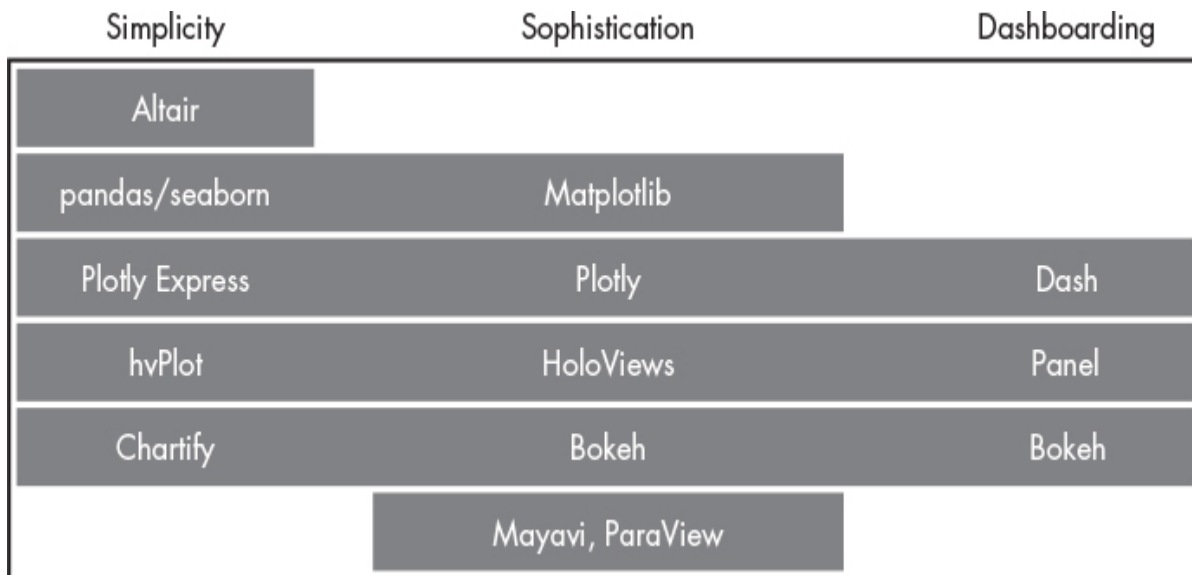 Simplicity Sophistication Dashboarding
Altair
pandas/seaborn Matplotlib
Plotly Express Plotly Dash
hvPlot HoloViews Panel
Chartify Bokeh Bokeh
Mayavi, ParaView